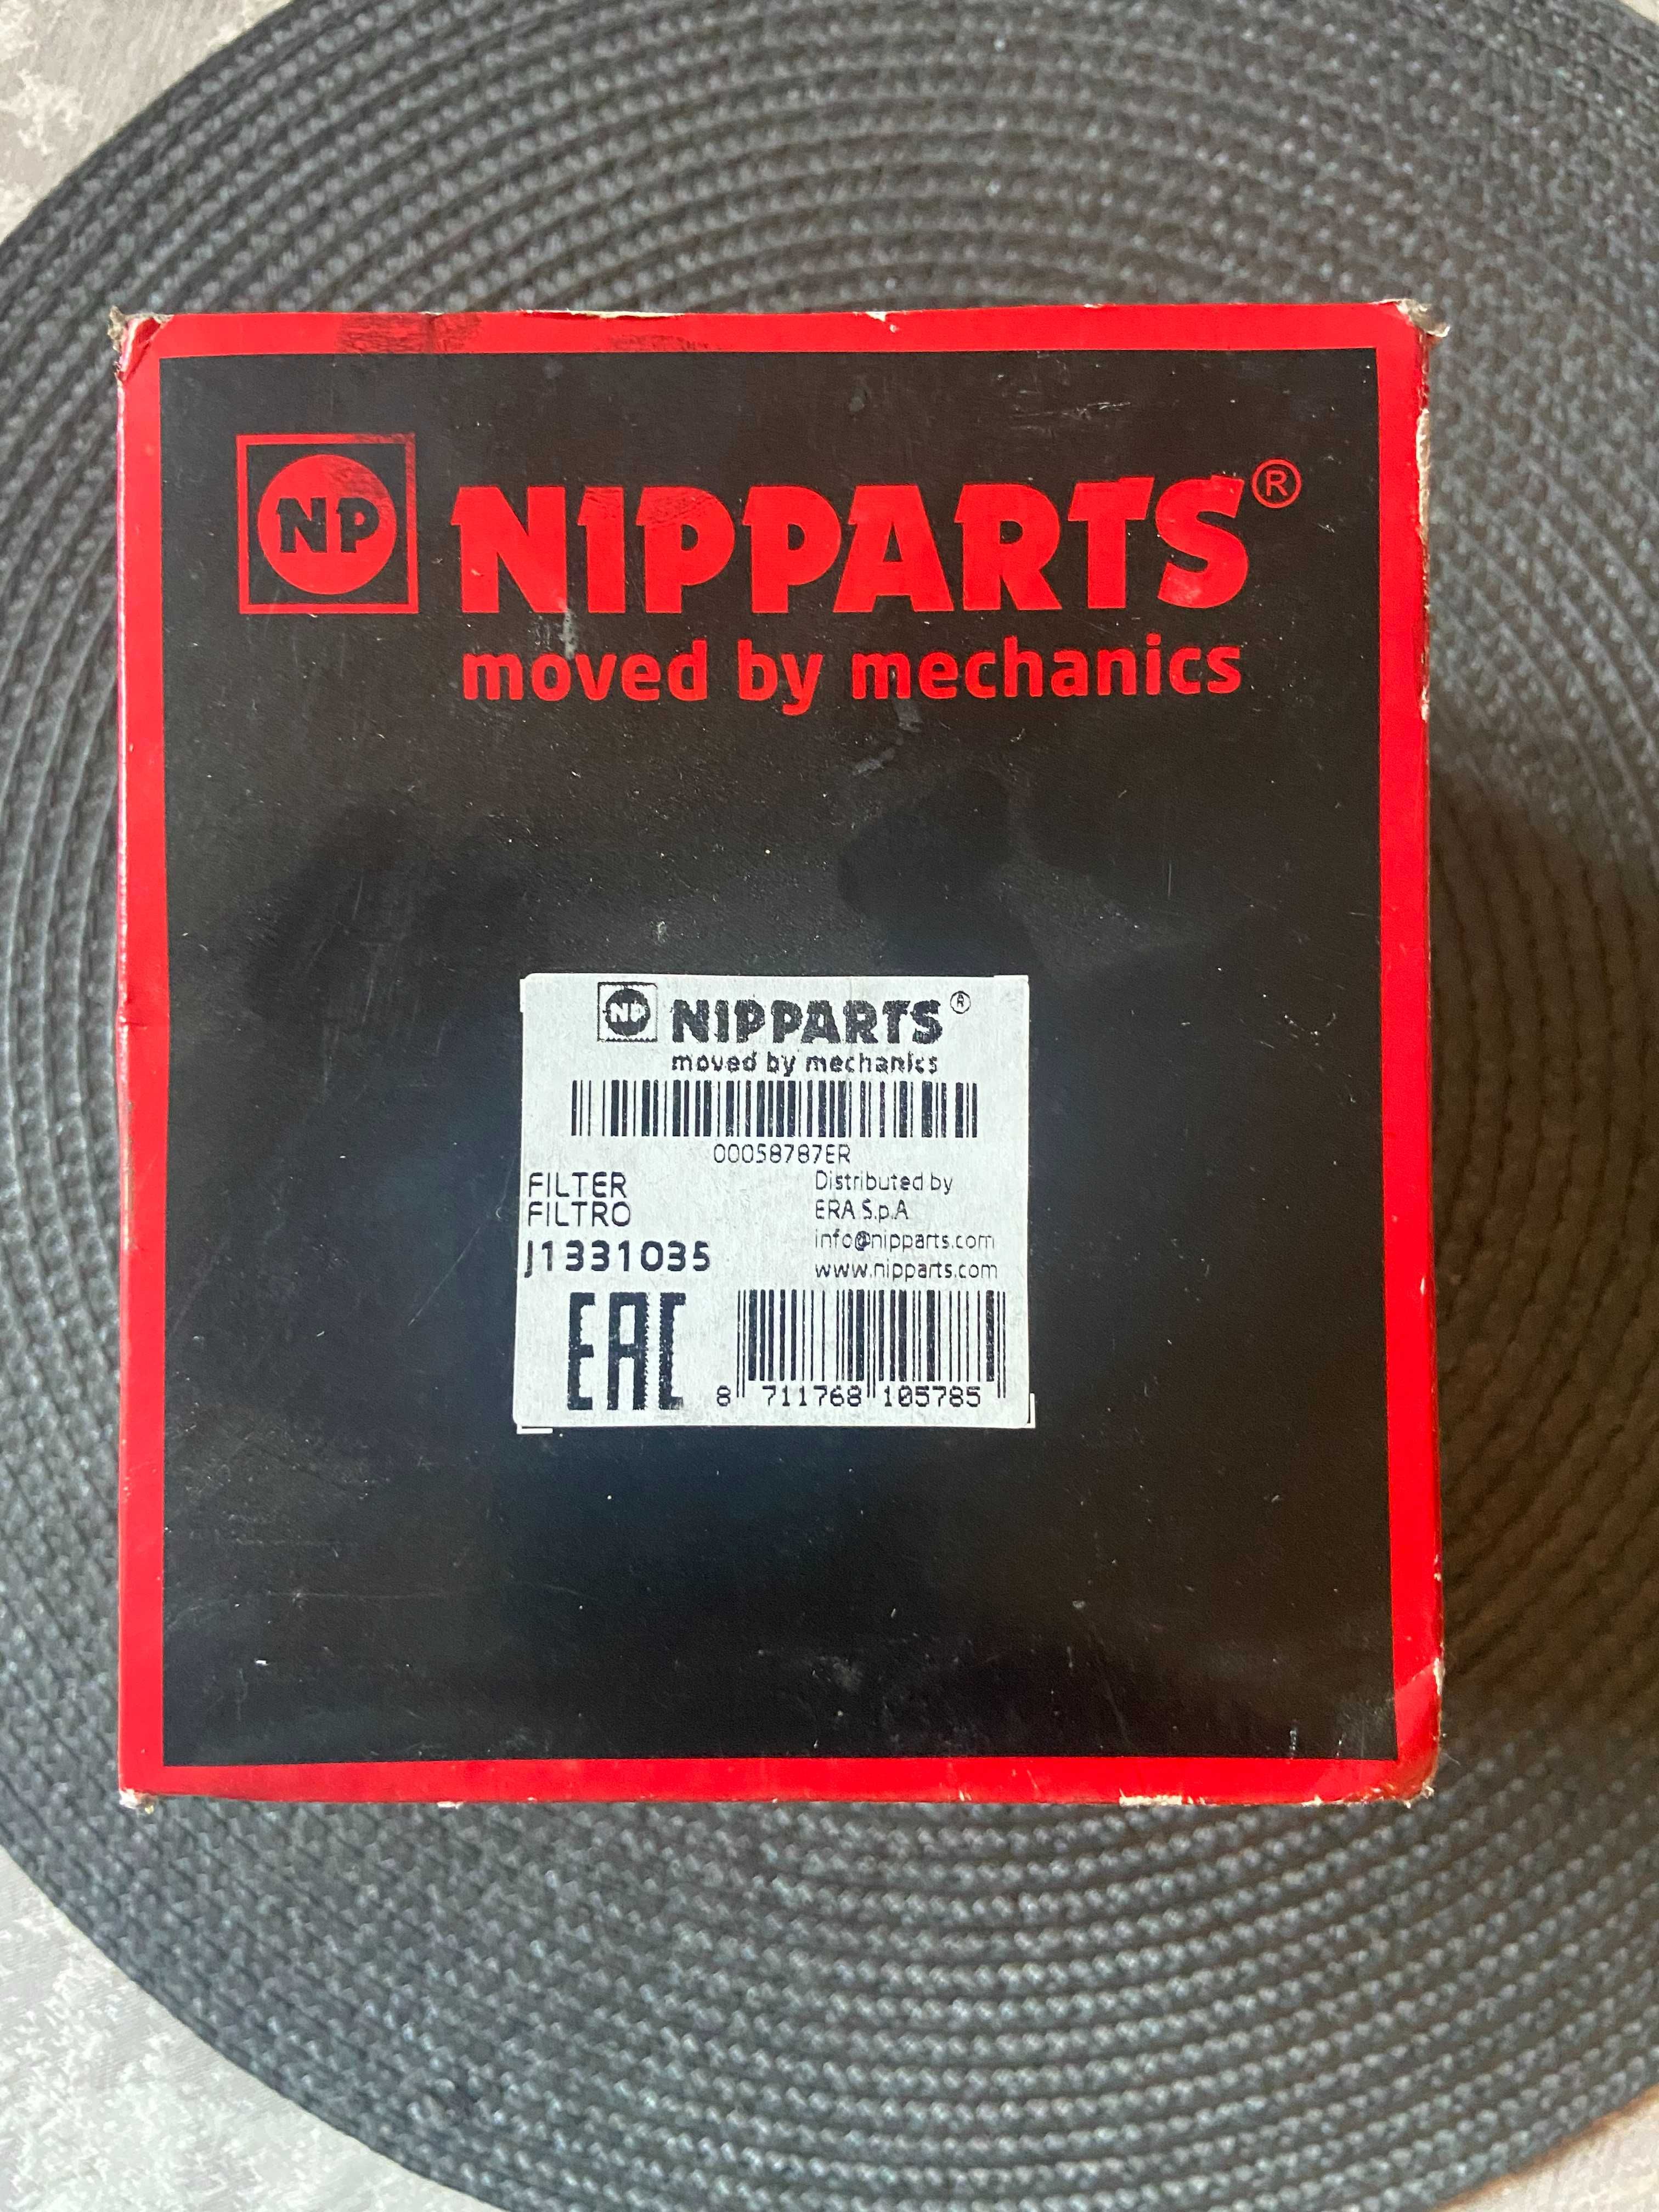 NP NIPPARTS®
moved by mechanics
NP NIPPARTS®
moved by mechanics
00058787ER
FILTER
FILTRO
J1331035
Distributed by
ERA S.p.A
info@nipparts.com
www.nipparts.com
EAC
8 711768 105785